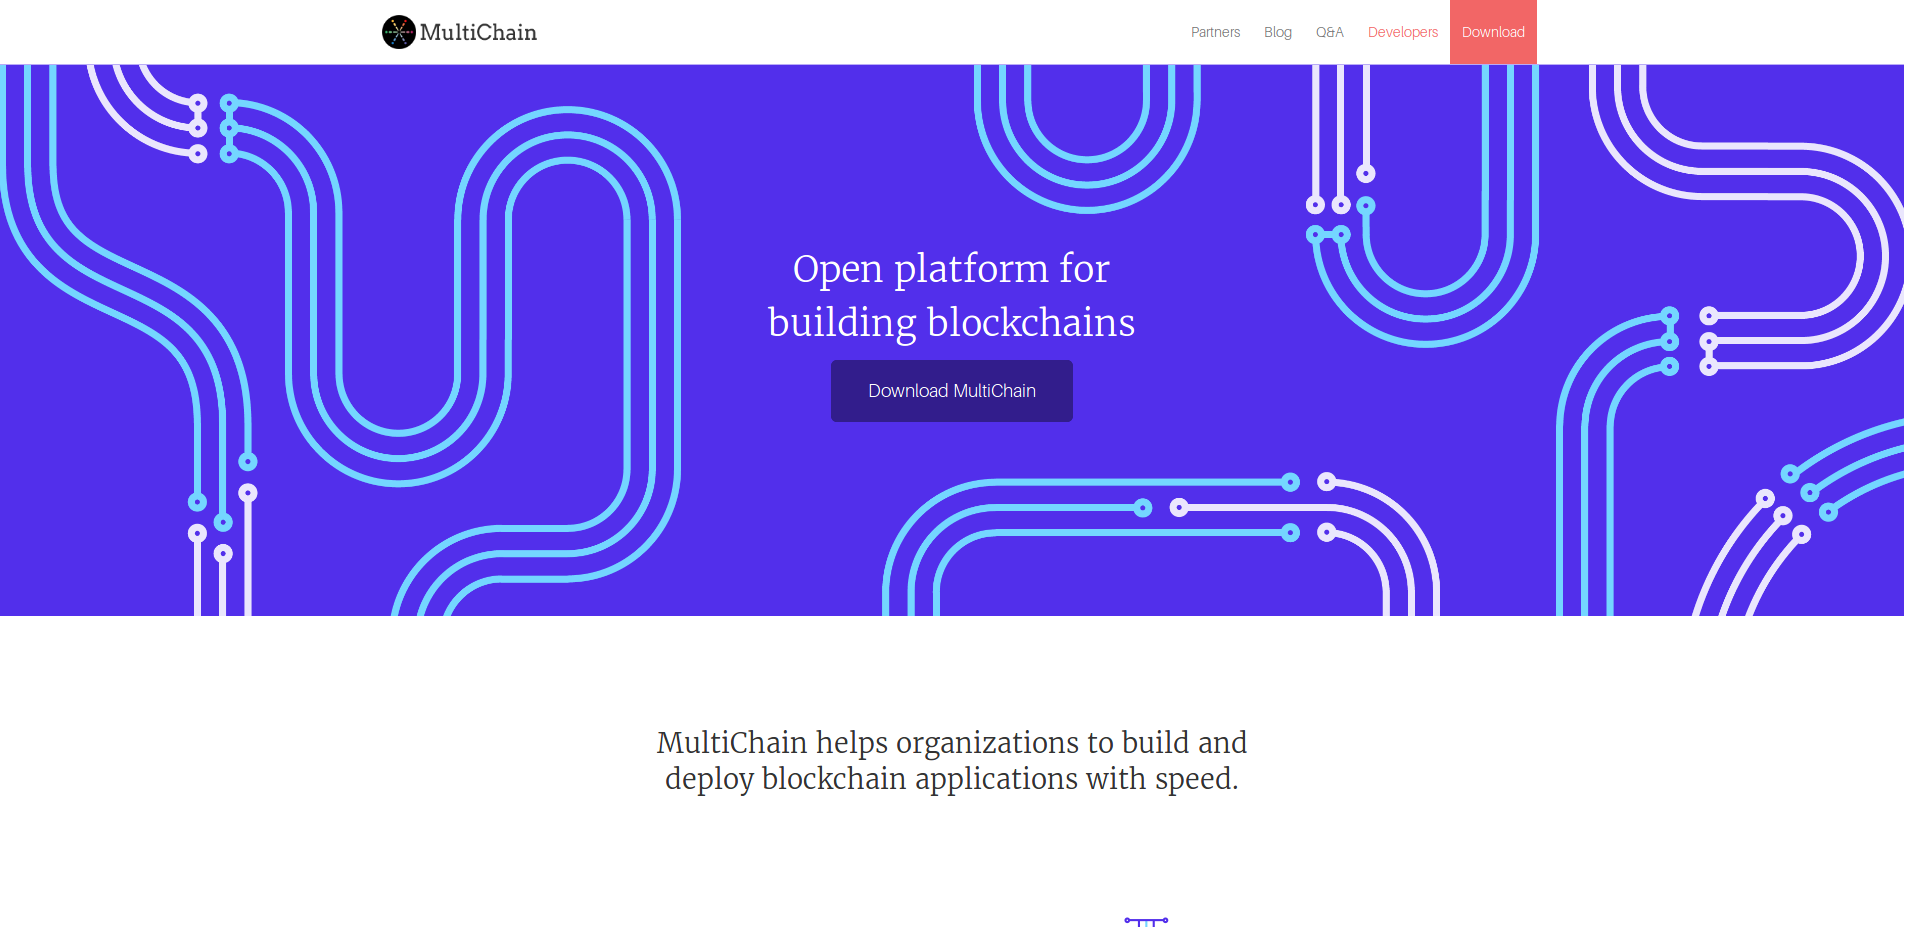 MultiChain
Partners
Blog
Q&A
Developers
Download
Open platform for
building blockchains
Download MultiChain
MultiChain helps organizations to build and
deploy blockchain applications with speed.